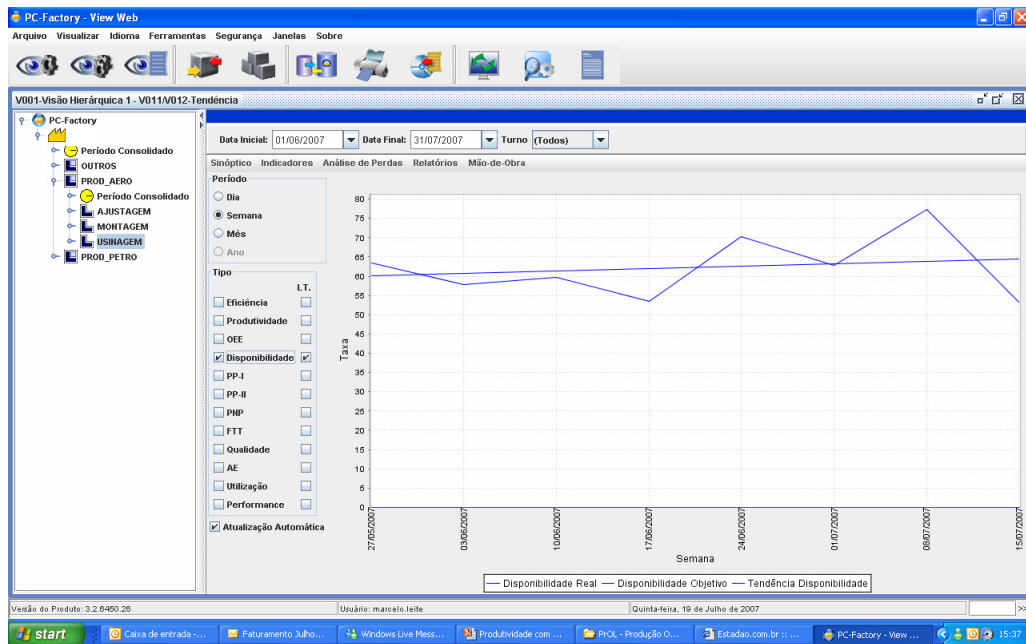 PC-Factory - View Web
Arquivo Visualizar Idioma Ferramentas Segurança Janelas Sobre
V001-Visão Hierárquica 1 - V011/V012-Tendência
PC-Factory
Período Consolidado
OUTROS
PROD_AERO
Período Consolidado
AJUSTAGEM
MONTAGEM
USINAGEM
PROD_PETRO
Data Inicial: 01/06/2007 Data Final: 31/07/2007 Turno (Todos)
Sinóptico Indicadores Análise de Perdas Relatórios Mão-de-Obra
Período
Dia
Semana
Mês
Ano
Tipo
LT.
Eficiência
Produtividade
OEE
Disponibilidade
PP-I
PP-II
PNP
FTT
Qualidade
AE
Utilização
Performance
Atualização Automática
80
75
70
65
60
55
50
45
40
35
30
25
20
15
10
5
0
Taxa
27/05/2007
03/06/2007
10/06/2007
17/06/2007
24/06/2007
01/07/2007
08/07/2007
15/07/2007
Semana
Disponibilidade Real Disponibilidade Objetivo Tendência Disponibilidade
Versão do Produto: 3.2.6450.26 Usuário: marcelo.leite Quinta-feira, 19 de Julho de 2007 >>
start Caixa de entrada -... Faturamento Julho... Windows Live Mess... Produtividade com ... PrOL - Produção O... Estadao.com.br :: ... PC-Factory - View ... 15:37